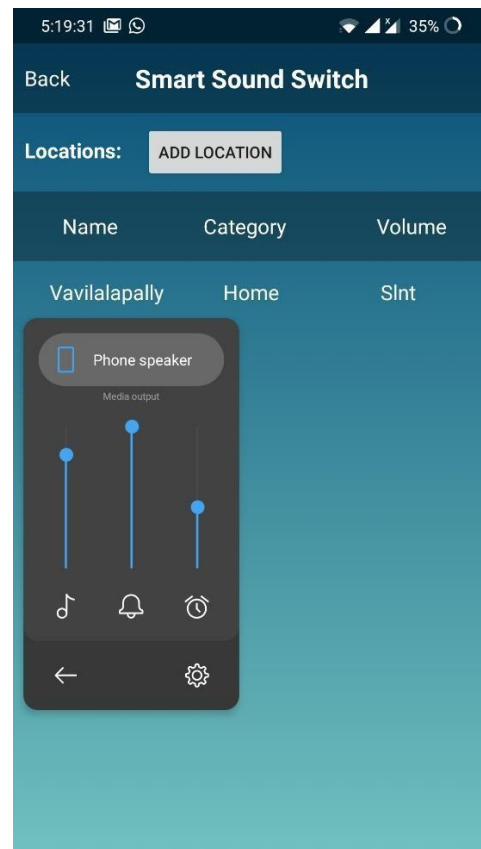 5:19:31 35%
Back Smart Sound Switch
Locations: ADD LOCATION
Name Category Volume
Vavilalapally Home Slnt
Phone speaker
Media output